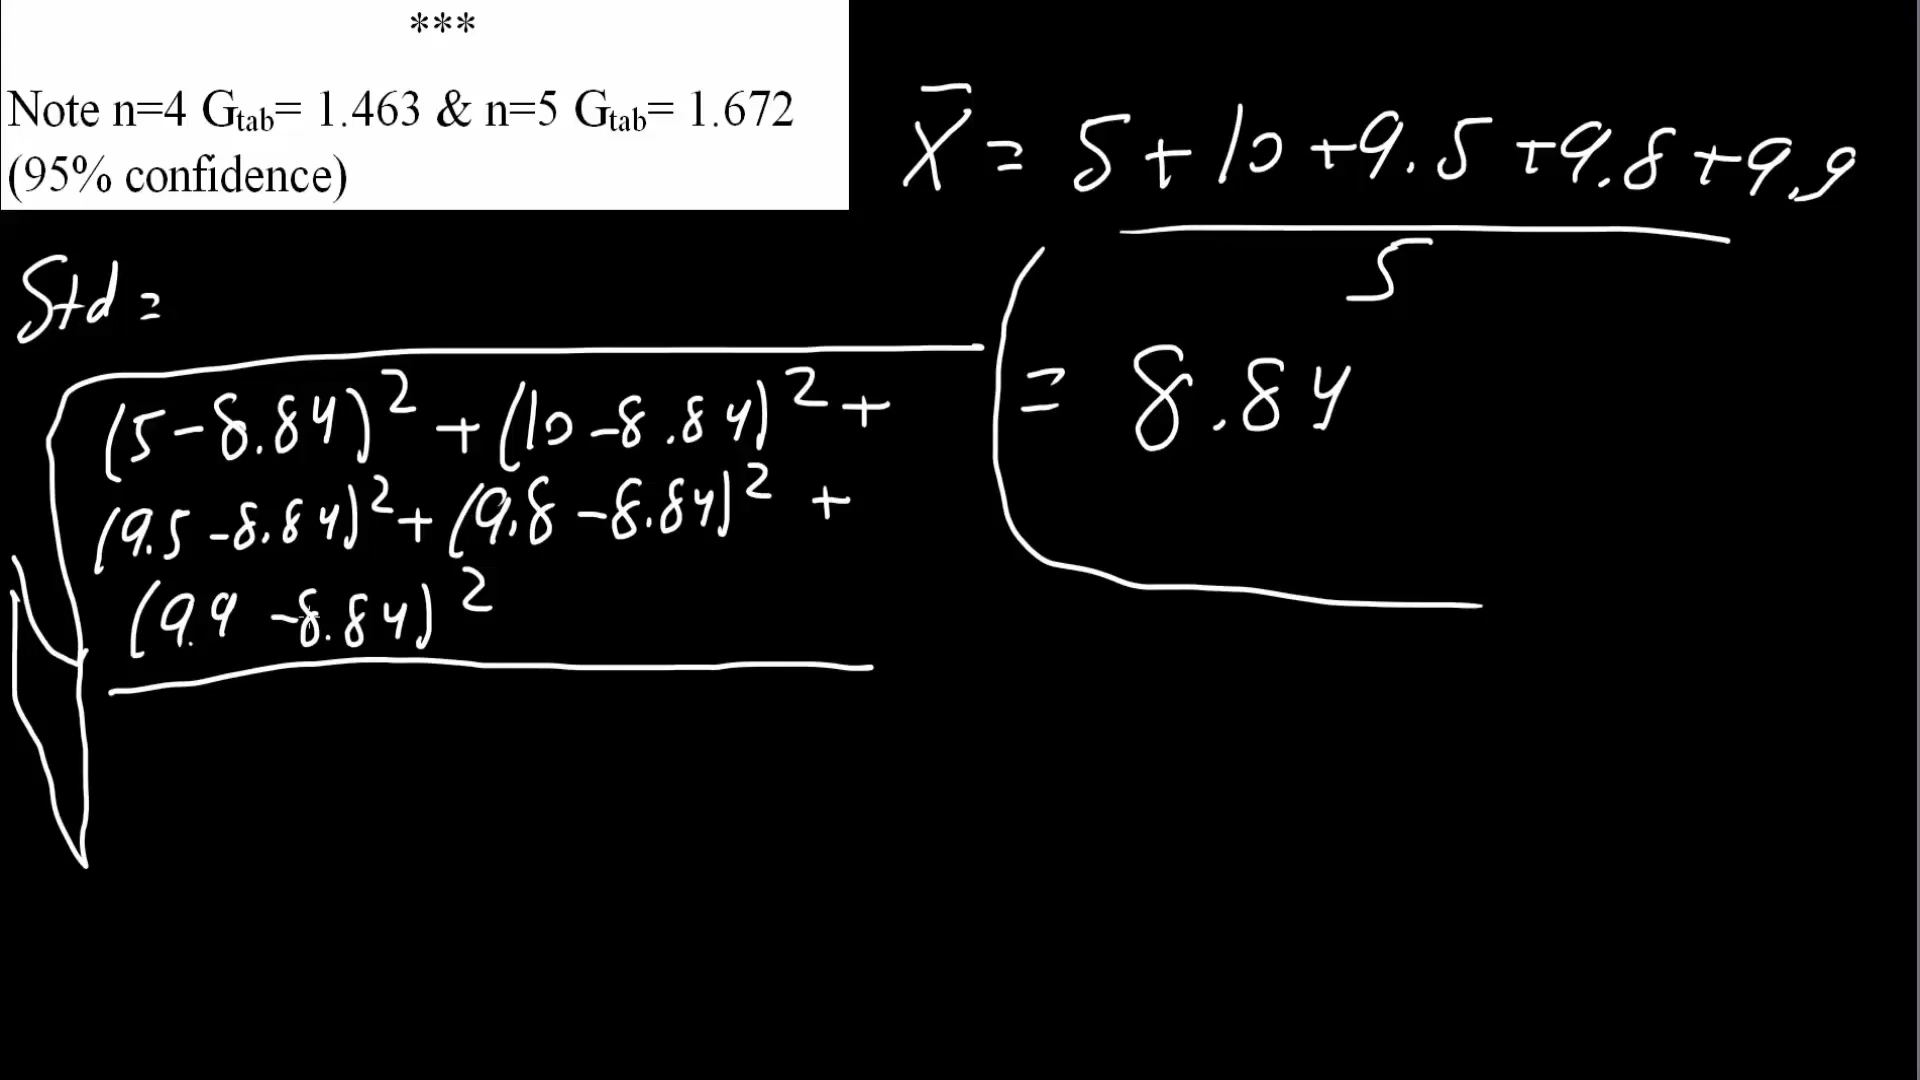 ***
Note n=4 Gtab= 1.463 & n=5 Gtab= 1.672
(95% confidence)
X̄ = 5+10+9.5+9.8+9.9
5
= 8.84
Std =
(5-8.84)² + (10-8.84)² +
(9.5-8.84)² + (9.8-8.84)² +
(9.9-8.84)²